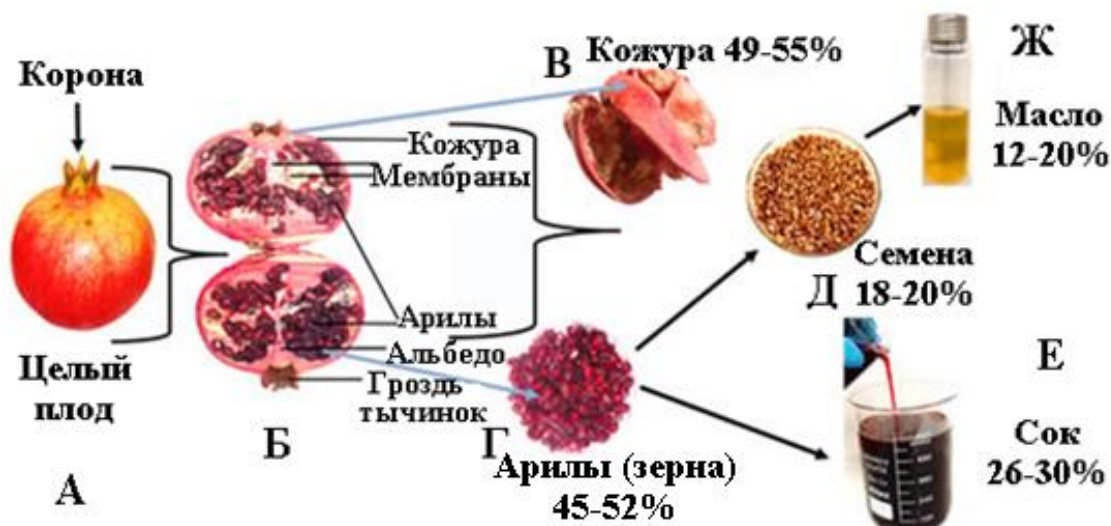 Корона
Целый
плод
А
Кожура
Мембраны
Арилы
Альбедо
Гроздь
тычинок
Б
В
Кожура 49-55%
Г
Арилы (зерна)
45-52%
Семена
Д 18-20%
Ж
Масло
12-20%
Е
Сок
26-30%